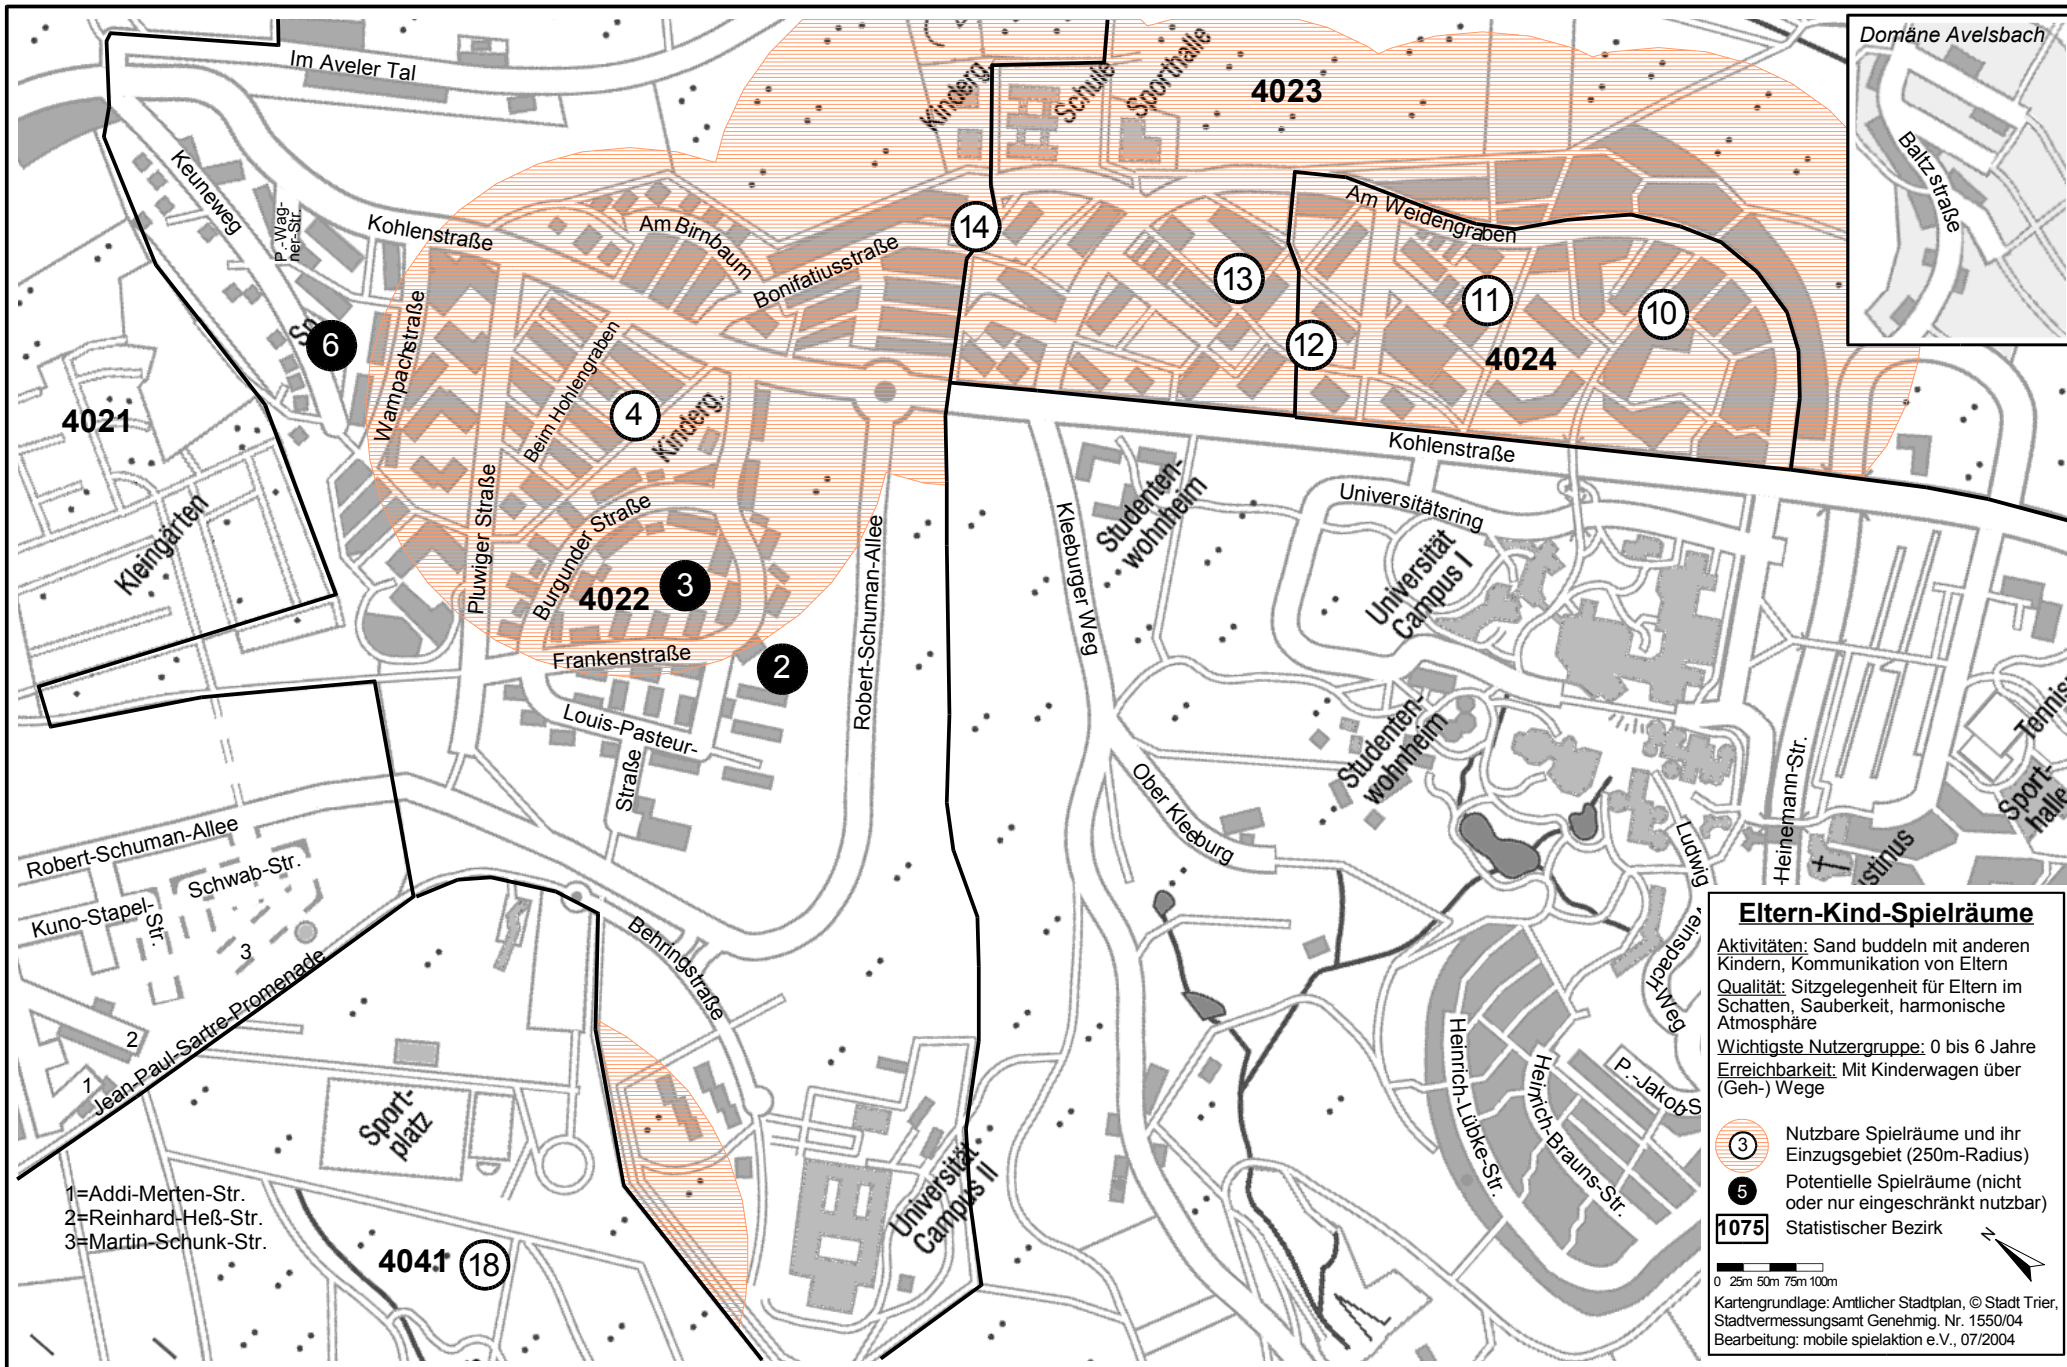 Im Aveler Tal
Kinderg.
Schule
Sporthalle
4023
Domäne Avelsbach
Baltzstraße
Keuneweg
P.-Wag-
ner-Str.
Kohlenstraße
Am Birnbaum
Bonifatiusstraße
14
Am Weidengraben
13
11
10
12
4024
6
Wampachstraße
Beim Hohlengraben
4
Kinderg.
4021
Kleingärten
Pluwiger Straße
Burgunder Straße
4022
3
Frankenstraße
2
Louis-Pasteur-
Straße
Robert-Schuman-Allee
Kleeburger Weg
Kohlenstraße
Studenten-
wohnheim
Universitätsring
Universität
Campus I
Studenten-
wohnheim
Ober Kleeburg
Sport-
halle
-Heinemann-Str.
Ludwig
Weg
Robert-Schuman-Allee
Schwab-Str.
Kuno-Stapel-
Str.
3
2
1
Jean-Paul-Sartre-Promenade
Behringstraße
Sport-
platz
Universität
Campus II
Heinrich-Lübke-Str.
Heinrich-Brauns-Str.
P.-Jakob-S
1=Addi-Merten-Str.
2=Reinhard-Heß-Str.
3=Martin-Schunk-Str.
4041
18
Eltern-Kind-Spielräume
Aktivitäten: Sand buddeln mit anderen
Kindern, Kommunikation von Eltern
Qualität: Sitzgelegenheit für Eltern im
Schatten, Sauberkeit, harmonische
Atmosphäre
Wichtigste Nutzergruppe: 0 bis 6 Jahre
Erreichbarkeit: Mit Kinderwagen über
(Geh-) Wege
3
Nutzbare Spielräume und ihr
Einzugsgebiet (250m-Radius)
5
Potentielle Spielräume (nicht
oder nur eingeschränkt nutzbar)
1075
Statistischer Bezirk
N
0 25m 50m 75m 100m
Kartengrundlage: Amtlicher Stadtplan, © Stadt Trier,
Stadtvermessungsamt Genehmig. Nr. 1550/04
Bearbeitung: mobile spielaktion e.V., 07/2004